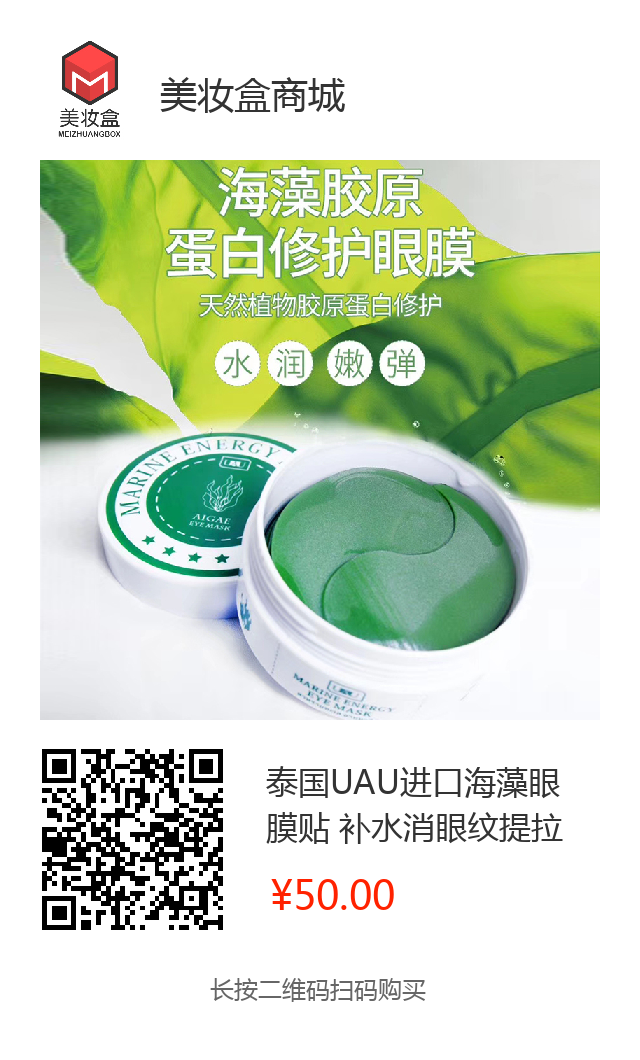 美妆盒
MEIZHUANGBOX
美妆盒商城
海藻胶原
蛋白修护眼膜
天然植物胶原蛋白修护
水 润 嫩 弹
MARINE ENERGY
UAU
AIGAE
EYE MASK
UAU
MARINE ENERGY
EYE MASK
泰国UAU进口海藻眼
膜贴 补水消眼纹提拉
¥50.00
长按二维码扫码购买